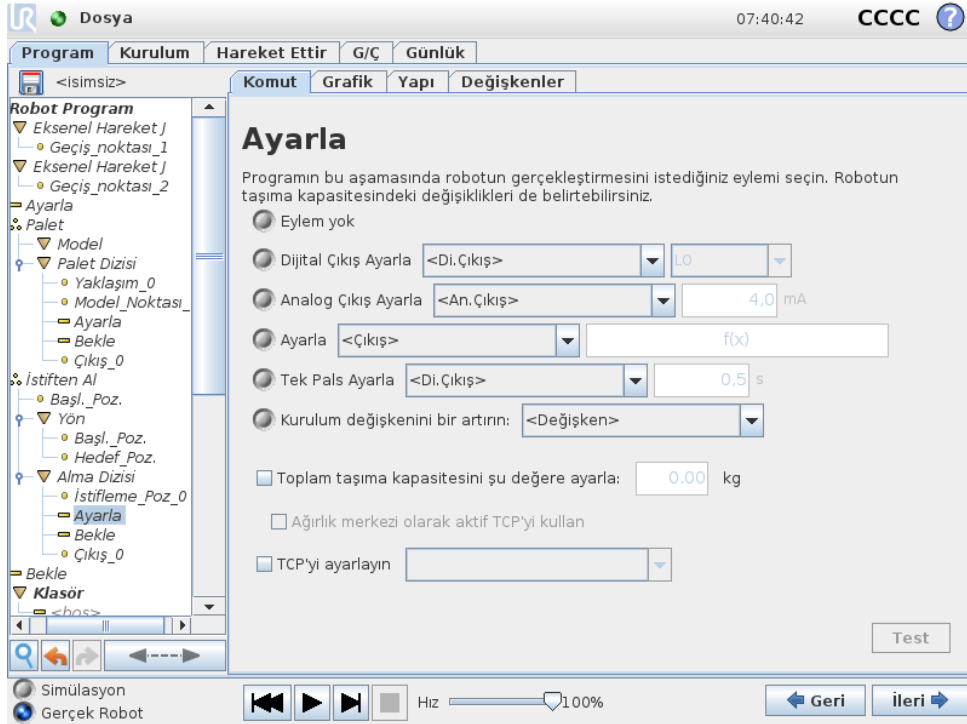 UR Dosya 07:40:42 CCCC ?
Program Kurulum Hareket Ettir G/Ç Günlük
<isimsiz>
Komut Grafik Yapı Değişkenler
Robot Program
Eksenel Hareket J
Geçiş_noktası_1
Eksenel Hareket J
Geçiş_noktası_2
Ayarla
Palet
Model
Palet Dizisi
Yaklaşım_0
Model_Noktası_
Ayarla
Bekle
Çıkış_0
İstiften Al
Başl._Poz.
Yön
Başl._Poz.
Hedef_Poz.
Alma Dizisi
İstifleme_Poz_0
Ayarla
Bekle
Çıkış_0
Bekle
Klasör
<boş>
Ayarla
Programın bu aşamasında robotun gerçekleştirmesini istediğiniz eylemi seçin. Robotun
taşıma kapasitesindeki değişiklikleri de belirtebilirsiniz.
Eylem yok
Dijital Çıkış Ayarla <Di.Çıkış> LO
Analog Çıkış Ayarla <An.Çıkış> 4,0 mA
Ayarla <Çıkış> f(x)
Tek Pals Ayarla <Di.Çıkış> 0,5 s
Kurulum değişkenini bir artırın: <Değişken>
Toplam taşıma kapasitesini şu değere ayarla: 0.00 kg
Ağırlık merkezi olarak aktif TCP'yi kullan
TCP'yi ayarlayın
Test
Simülasyon
Gerçek Robot
Hız 100%
Geri İleri